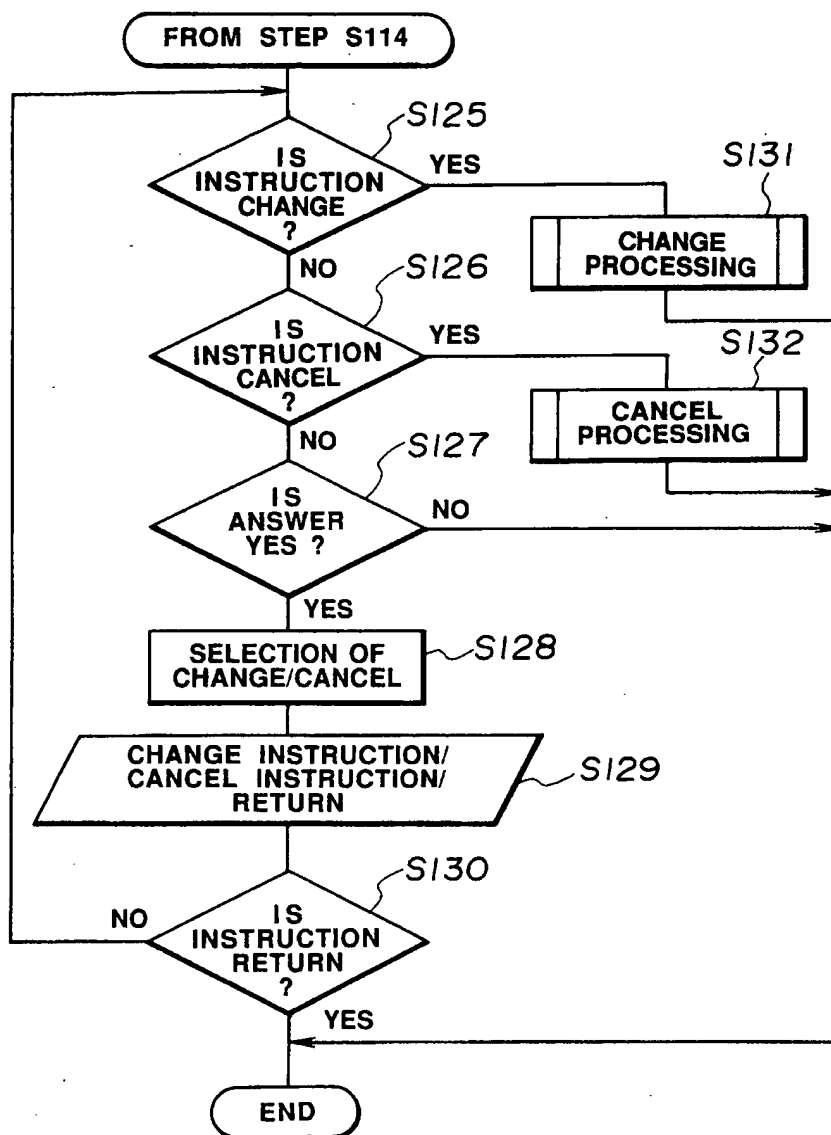 FROM STEP S114
S125
IS
INSTRUCTION
CHANGE
?
YES
NO
S131
CHANGE
PROCESSING
S126
IS
INSTRUCTION
CANCEL
?
YES
NO
S132
CANCEL
PROCESSING
S127
IS
ANSWER
YES ?
NO
YES
SELECTION OF
CHANGE/CANCEL
S128
CHANGE INSTRUCTION/
CANCEL INSTRUCTION/
RETURN
S129
S130
IS
INSTRUCTION
RETURN
?
NO
YES
END